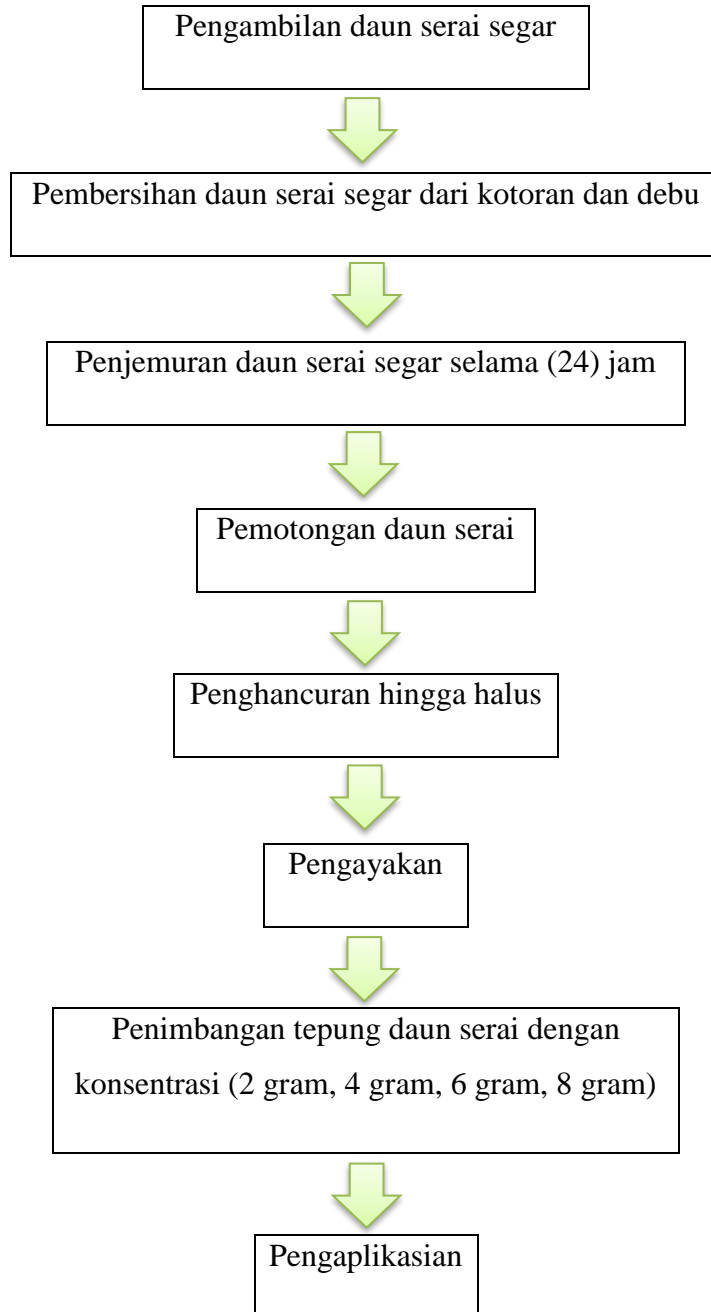 Pengambilan daun serai segar
Pembersihan daun serai segar dari kotoran dan debu
Penjemuran daun serai segar selama (24) jam
Pemotongan daun serai
Penghancuran hingga halus
Pengayakan
Penimbangan tepung daun serai dengan
konsentrasi (2 gram, 4 gram, 6 gram, 8 gram)
Pengaplikasian